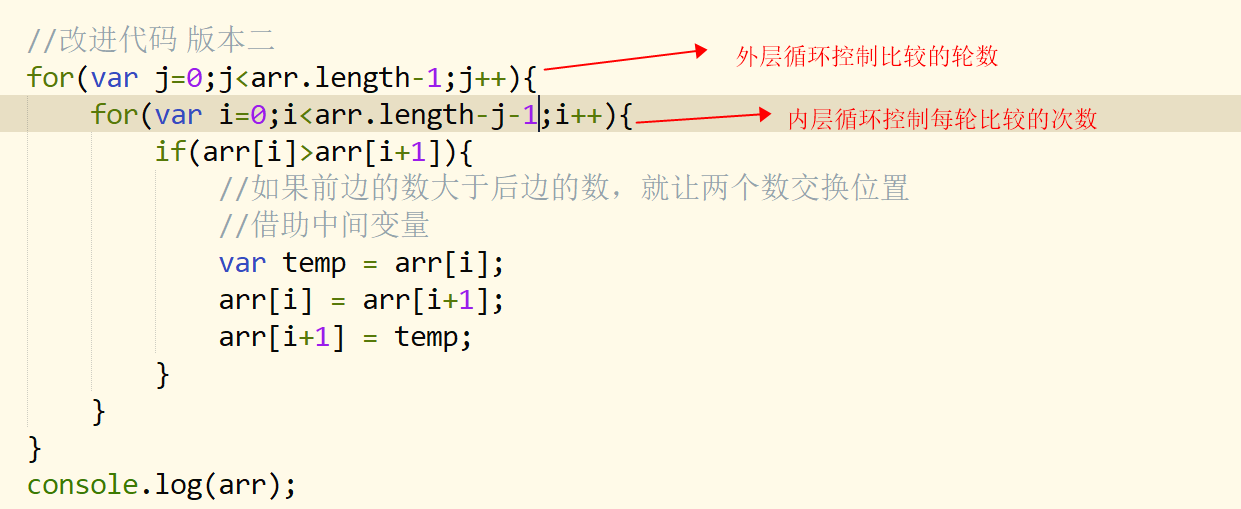 //改进代码 版本二
for(var j=0;j<arr.length-1;j++){
外层循环控制比较的轮数
for(var i=0;i<arr.length-j-1;i++){
内层循环控制每轮比较的次数
if(arr[i]>arr[i+1]){
//如果前边的数大于后边的数，就让两个数交换位置
//借助中间变量
var temp = arr[i];
arr[i] = arr[i+1];
arr[i+1] = temp;
}
}
}
console.log(arr);